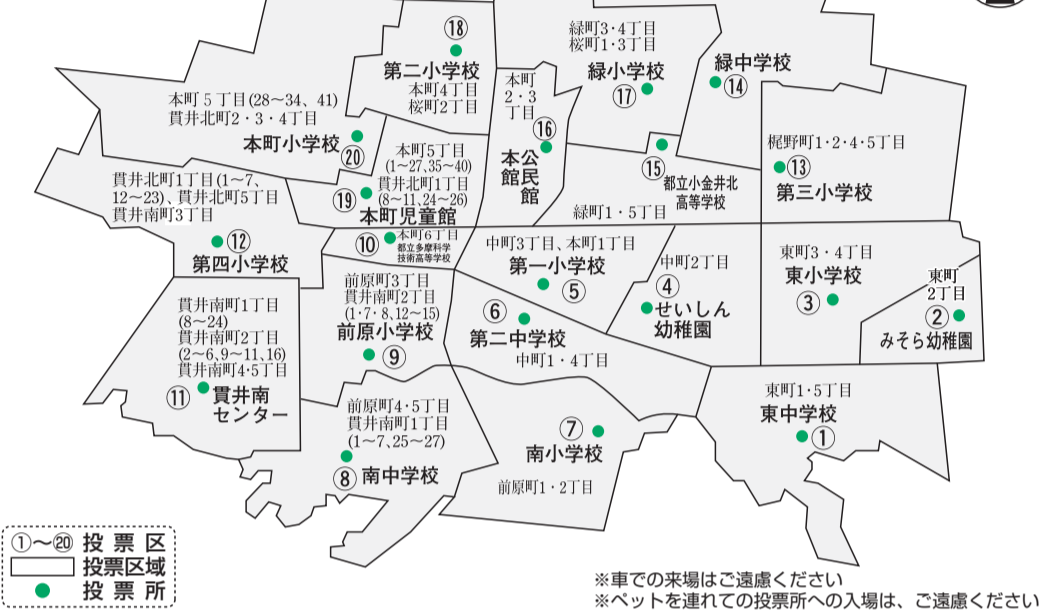 ⑱
第二小学校
本町4丁目
桜町2丁目
緑町3・4丁目
桜町1・3丁目
緑小学校
⑰
緑中学校
⑭
本町5丁目(28〜34、41)
貫井北町2・3・4丁目
本町小学校
⑳
本町
2・3
丁目
⑯
公民館
本館
⑮
都立小金井北
高等学校
緑町1・5丁目
梶野町1・2・4・5丁目
⑬
第三小学校
本町5丁目
(1〜27、35〜40)
貫井北町1丁目
(8〜11、24〜26)
⑲
本町児童館
貫井北町1丁目(1〜7、
12〜23)、貫井北町5丁目
貫井南町3丁目
⑫
第四小学校
⑩
本町6丁目
都立多摩科学
技術高等学校
中町3丁目、本町1丁目
第一小学校
⑤
中町2丁目
④
せいしん
幼稚園
東町3・4丁目
東小学校
③
東町
2丁目
②
みそら幼稚園
貫井南町1丁目
(8〜24)
貫井南町2丁目
(2〜6、9〜11、16)
貫井南町4・5丁目
⑪
貫井南
センター
前原町3丁目
貫井南町2丁目
(1・7・8、12〜15)
前原小学校
⑨
⑥
第二中学校
中町1・4丁目
前原町4・5丁目
貫井南町1丁目
(1〜7、25〜27)
⑧
南中学校
⑦
南小学校
前原町1・2丁目
東町1・5丁目
東中学校
①
①〜⑳ 投票区
投票区域
投票所
※車での来場はご遠慮ください
※ペットを連れての投票所への入場は、ご遠慮ください